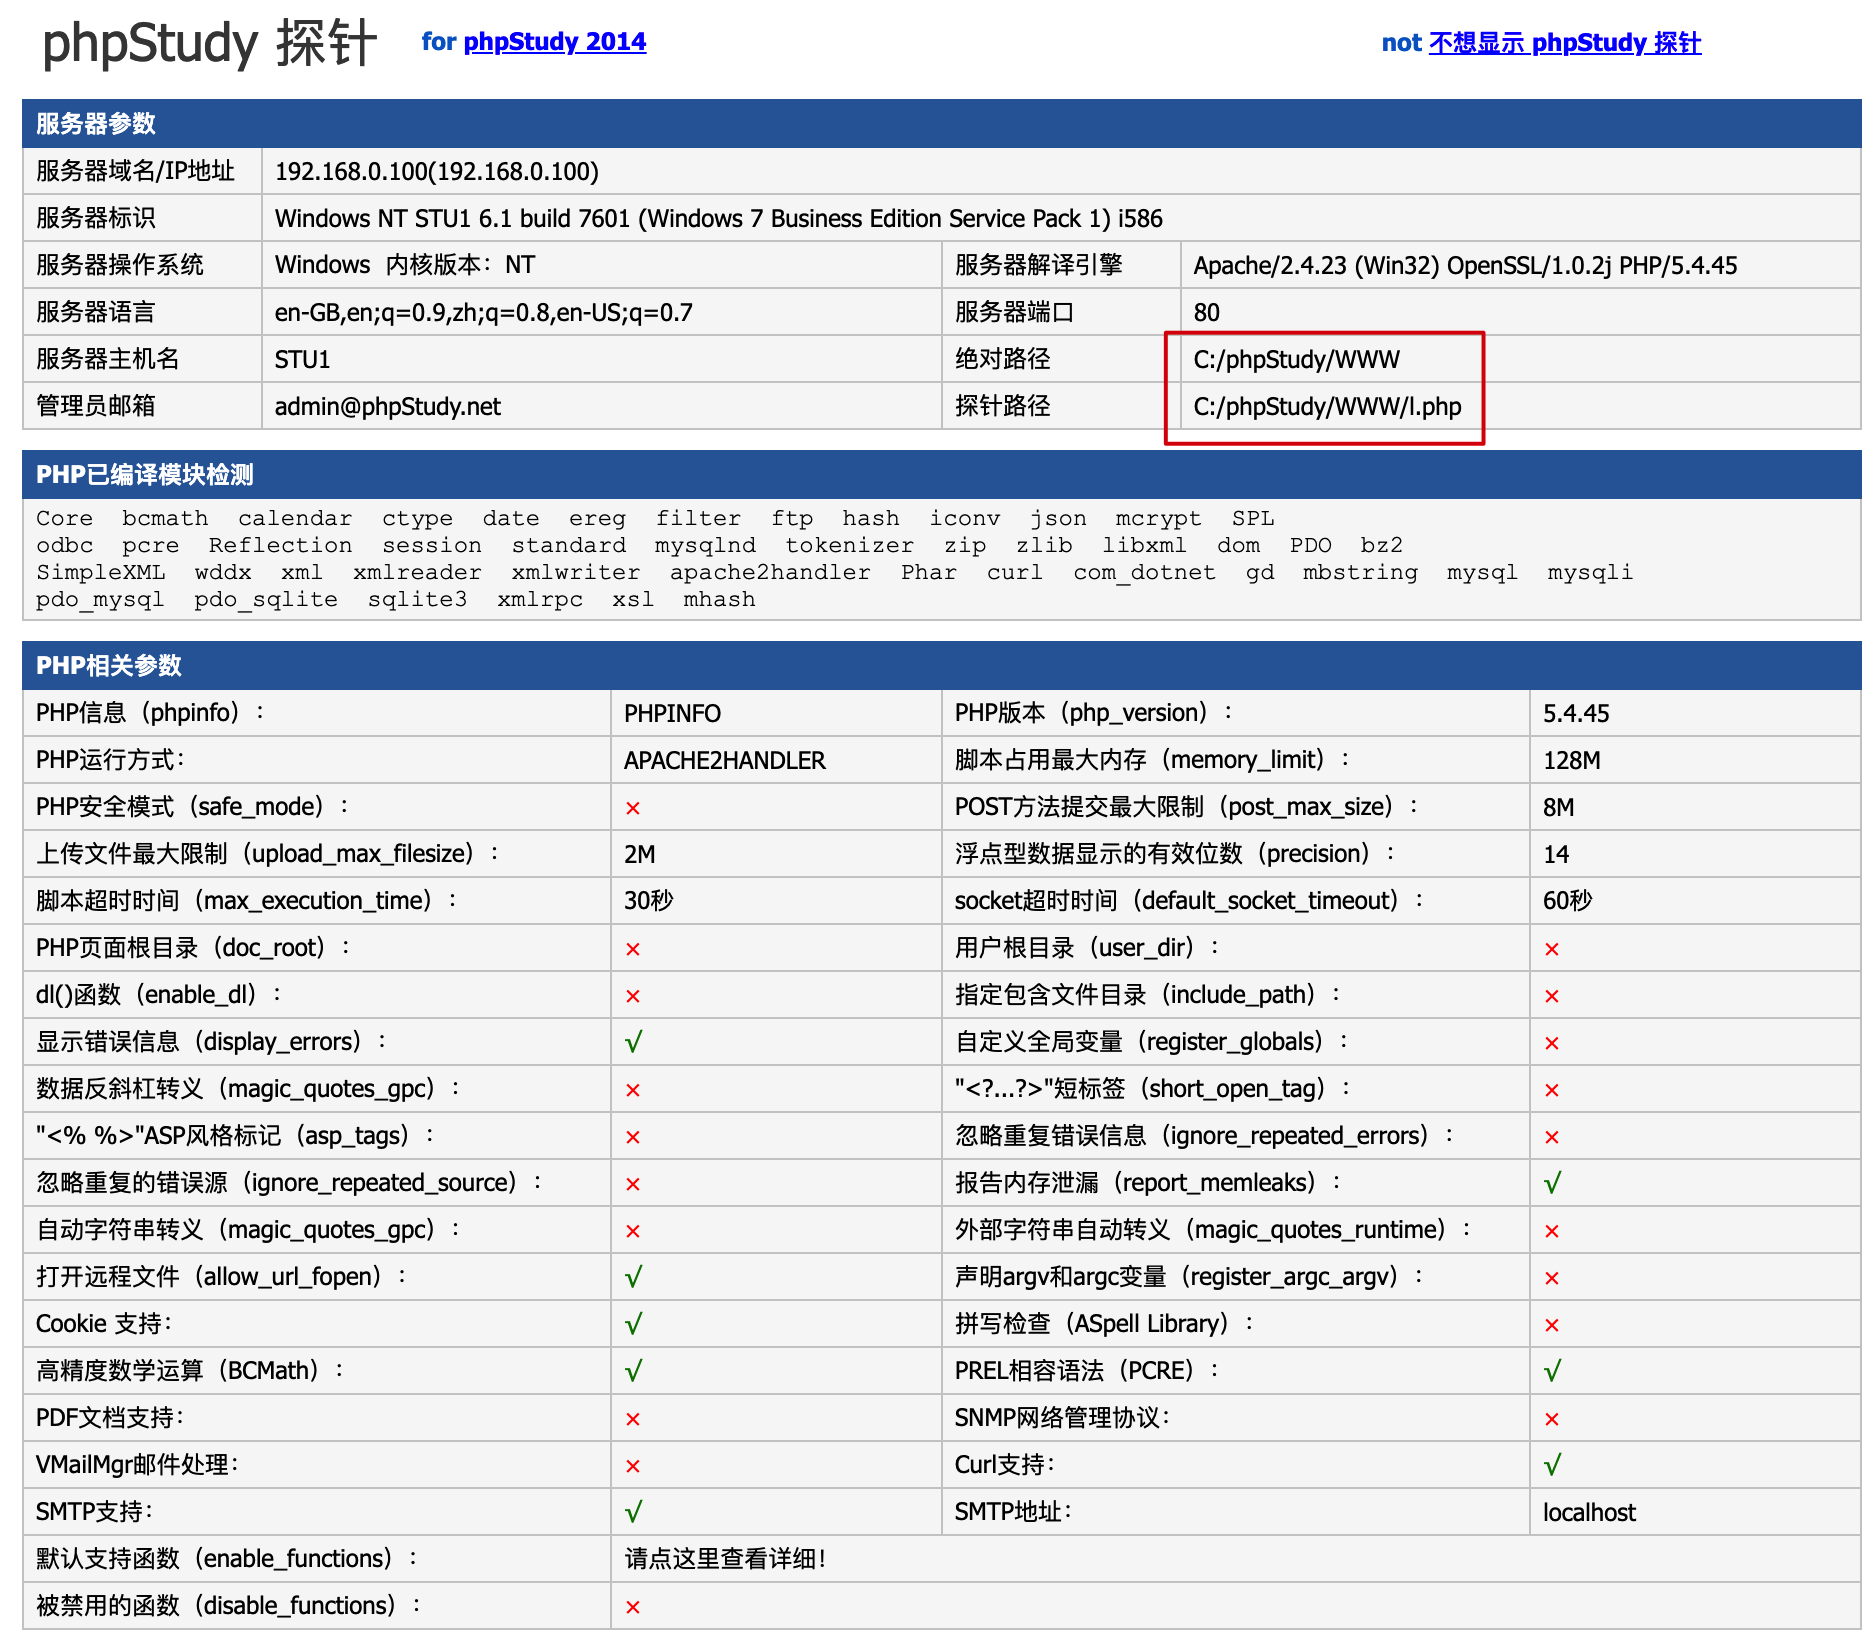 phpStudy 探针 for phpStudy 2014 not 不想显示 phpStudy 探针
服务器参数
服务器域名/IP地址 192.168.0.100(192.168.0.100)
服务器标识 Windows NT STU1 6.1 build 7601 (Windows 7 Business Edition Service Pack 1) i586
服务器操作系统 Windows 内核版本：NT 服务器解译引擎 Apache/2.4.23 (Win32) OpenSSL/1.0.2j PHP/5.4.45
服务器语言 en-GB,en;q=0.9,zh;q=0.8,en-US;q=0.7 服务器端口 80
服务器主机名 STU1 绝对路径 C:/phpStudy/WWW
管理员邮箱 admin@phpStudy.net 探针路径 C:/phpStudy/WWW/l.php
PHP已编译模块检测
Core bcmath calendar ctype date ereg filter ftp hash iconv json mcrypt SPL
odbc pcre Reflection session standard mysqlnd tokenizer zip zlib libxml dom PDO bz2
SimpleXML wddx xml xmlreader xmlwriter apache2handler Phar curl com_dotnet gd mbstring mysql mysqli
pdo_mysql pdo_sqlite sqlite3 xmlrpc xsl mhash
PHP相关参数
PHP信息（phpinfo）： PHPINFO PHP版本（php_version）： 5.4.45
PHP运行方式： APACHE2HANDLER 脚本占用最大内存（memory_limit）： 128M
PHP安全模式（safe_mode）： × POST方法提交最大限制（post_max_size）： 8M
上传文件最大限制（upload_max_filesize）： 2M 浮点型数据显示的有效位数（precision）： 14
脚本超时时间（max_execution_time）： 30秒 socket超时时间（default_socket_timeout）： 60秒
PHP页面根目录（doc_root）： × 用户根目录（user_dir）： ×
dl()函数（enable_dl）： × 指定包含文件目录（include_path）： ×
显示错误信息（display_errors）： √ 自定义全局变量（register_globals）： ×
数据反斜杠转义（magic_quotes_gpc）： × "<?...?>"短标签（short_open_tag）： ×
"<% %>"ASP风格标记（asp_tags）： × 忽略重复错误信息（ignore_repeated_errors）： ×
忽略重复的错误源（ignore_repeated_source）： × 报告内存泄漏（report_memleaks）： √
自动字符串转义（magic_quotes_gpc）： × 外部字符串自动转义（magic_quotes_runtime）： ×
打开远程文件（allow_url_fopen）： √ 声明argv和argc变量（register_argc_argv）： ×
Cookie 支持： √ 拼写检查（ASpell Library）： ×
高精度数学运算（BCMath）： √ PREL相容语法（PCRE）： √
PDF文档支持： × SNMP网络管理协议： ×
VMailMgr邮件处理： × Curl支持： √
SMTP支持： √ SMTP地址： localhost
默认支持函数（enable_functions）： 请点这里查看详细！
被禁用的函数（disable_functions）： ×